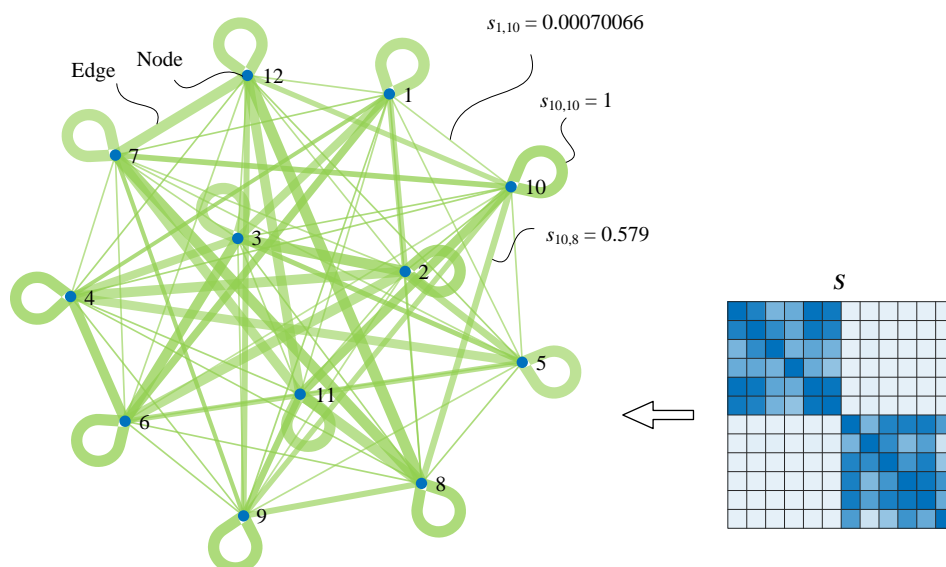 s1,10 = 0.00070066
Node
Edge
12
1
s10,10 = 1
7
10
3
s10,8 = 0.579
2
S
4
5
11
6
8
9